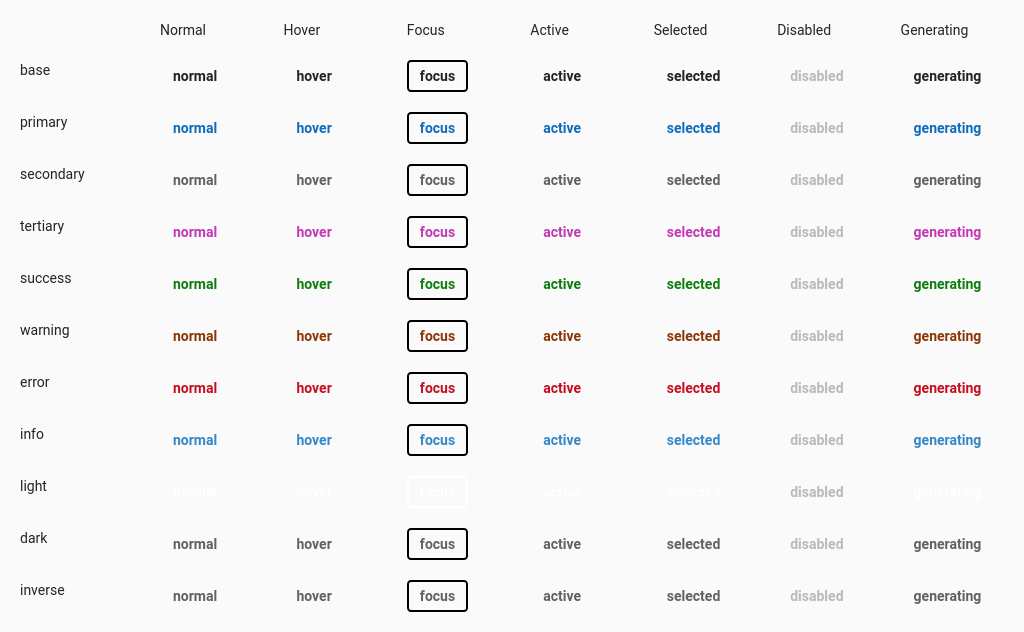 Normal Hover Focus Active Selected Disabled Generating
base normal hover focus active selected disabled generating
primary normal hover focus active selected disabled generating
secondary normal hover focus active selected disabled generating
tertiary normal hover focus active selected disabled generating
success normal hover focus active selected disabled generating
warning normal hover focus active selected disabled generating
error normal hover focus active selected disabled generating
info normal hover focus active selected disabled generating
light normal hover focus active selected disabled generating
dark normal hover focus active selected disabled generating
inverse normal hover focus active selected disabled generating